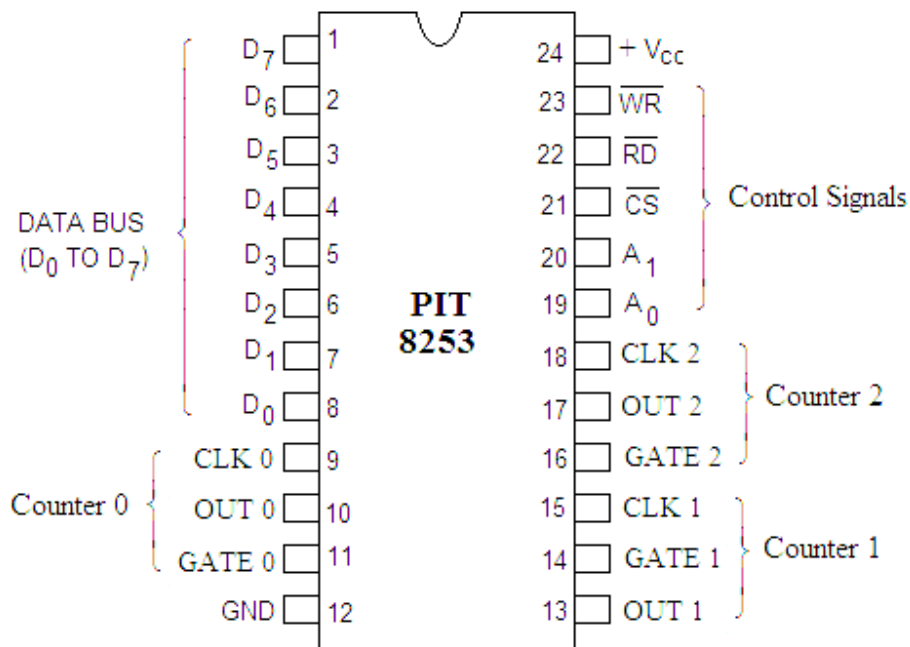 D7 1 24 + Vcc
D6 2 23 W̅R̅
D5 3 22 R̅D̅
D4 4 21 C̅S̅
Control Signals
DATA BUS
(D0 TO D7)
D3 5 20 A1
D2 6 19 A0
PIT
8253
D1 7 18 CLK 2
D0 8 17 OUT 2
Counter 2
CLK 0 9 16 GATE 2
Counter 0
OUT 0 10 15 CLK 1
GATE 0 11 14 GATE 1
Counter 1
GND 12 13 OUT 1